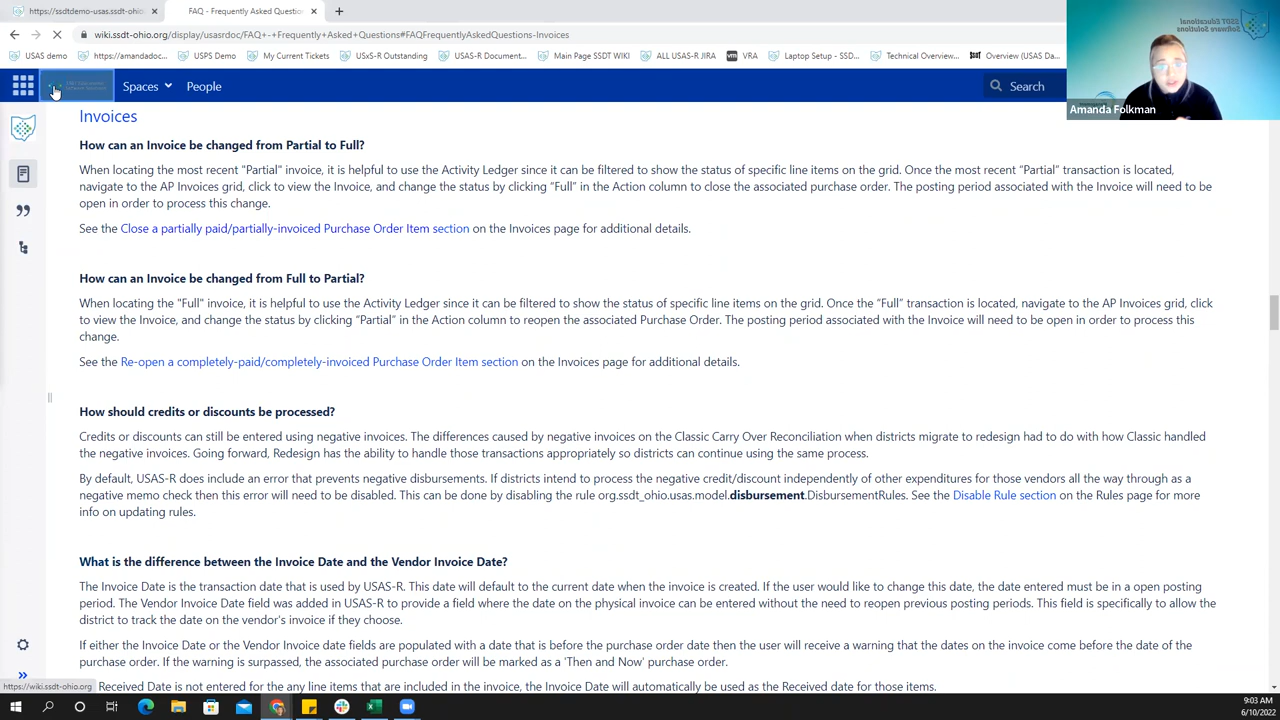 https://ssdtdemo-usas.ssdt-ohio
FAQ - Frequently Asked Question
wiki.ssdt-ohio.org/display/usasrdoc/FAQ+-+Frequently+Asked+Questions#FAQFrequentlyAskedQuestions-Invoices
USAS demo
https://amandadoc...
USPS Demo
My Current Tickets
USxS-R Outstanding
USAS-R Document...
Main Page SSDT WIKI
ALL USAS-R JIRA
vm VRA
Laptop Setup - SSD...
Technical Overview...
Overview (USAS Da...
SSDT Educational
Software Solutions
Amanda Folkman
Spaces
People
Search
Invoices
How can an Invoice be changed from Partial to Full?
When locating the most recent "Partial" invoice, it is helpful to use the Activity Ledger since it can be filtered to show the status of specific line items on the grid. Once the most recent “Partial” transaction is located,
navigate to the AP Invoices grid, click to view the Invoice, and change the status by clicking “Full” in the Action column to close the associated purchase order. The posting period associated with the Invoice will need to be
open in order to process this change.
See the Close a partially paid/partially-invoiced Purchase Order Item section on the Invoices page for additional details.
How can an Invoice be changed from Full to Partial?
When locating the "Full" invoice, it is helpful to use the Activity Ledger since it can be filtered to show the status of specific line items on the grid. Once the “Full” transaction is located, navigate to the AP Invoices grid, click
to view the Invoice, and change the status by clicking “Partial” in the Action column to reopen the associated Purchase Order. The posting period associated with the Invoice will need to be open in order to process this
change.
See the Re-open a completely-paid/completely-invoiced Purchase Order Item section on the Invoices page for additional details.
How should credits or discounts be processed?
Credits or discounts can still be entered using negative invoices. The differences caused by negative invoices on the Classic Carry Over Reconciliation when districts migrate to redesign had to do with how Classic handled
the negative invoices. Going forward, Redesign has the ability to handle those transactions appropriately so districts can continue using the same process.
By default, USAS-R does include an error that prevents negative disbursements. If districts intend to process the negative credit/discount independently of other expenditures for those vendors all the way through as a
negative memo check then this error will need to be disabled. This can be done by disabling the rule org.ssdt_ohio.usas.model.disbursement.DisbursementRules. See the Disable Rule section on the Rules page for more
info on updating rules.
What is the difference between the Invoice Date and the Vendor Invoice Date?
The Invoice Date is the transaction date that is used by USAS-R. This date will default to the current date when the invoice is created. If the user would like to change this date, the date entered must be in a open posting
period. The Vendor Invoice Date field was added in USAS-R to provide a field where the date on the physical invoice can be entered without the need to reopen previous posting periods. This field is specifically to allow the
district to track the date on the vendor's invoice if they choose.
If either the Invoice Date or the Vendor Invoice date fields are populated with a date that is before the purchase order date then the user will receive a warning that the dates on the invoice come before the date of the
purchase order. If the warning is surpassed, the associated purchase order will be marked as a 'Then and Now' purchase order.
Received Date is not entered for the any line items that are included in the invoice, the Invoice Date will automatically be used as the Received date for those items.
https://wiki.ssdt-ohio.org
9:03 AM
6/10/2022